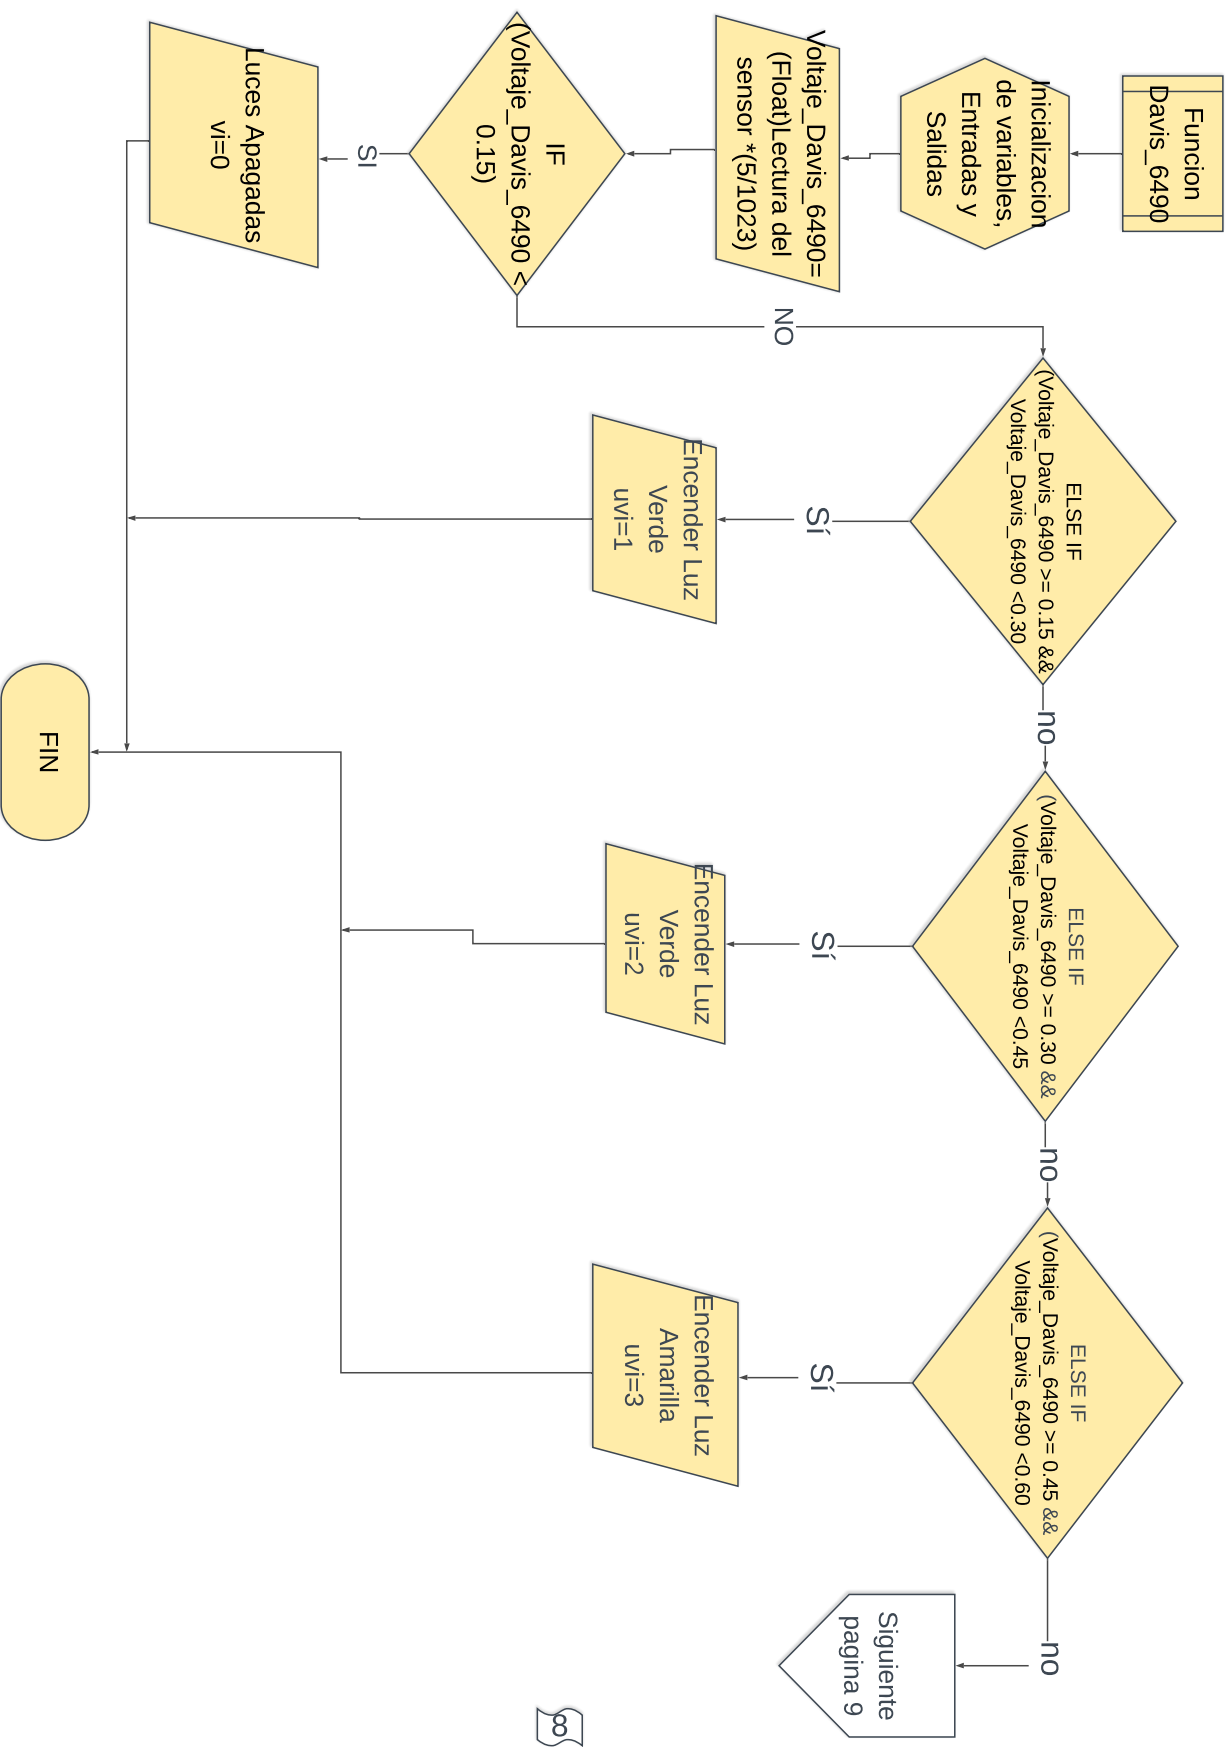 Funcion
Davis_6490
Inicializacion
de variables,
Entradas y
Salidas
Voltaje_Davis_6490=
(Float)Lectura del
sensor *(5/1023)
IF
(Voltaje_Davis_6490 <
0.15)
SI
Luces Apagadas
vi=0
NO
ELSE IF
(Voltaje_Davis_6490 >= 0.15 &&
Voltaje_Davis_6490 <0.30
Sí
Encender Luz
Verde
uvi=1
no
ELSE IF
(Voltaje_Davis_6490 >= 0.30 &&
Voltaje_Davis_6490 <0.45
Sí
Encender Luz
Verde
uvi=2
no
ELSE IF
(Voltaje_Davis_6490 >= 0.45 &&
Voltaje_Davis_6490 <0.60
Sí
Encender Luz
Amarilla
uvi=3
no
Siguiente
pagina 9
FIN
8